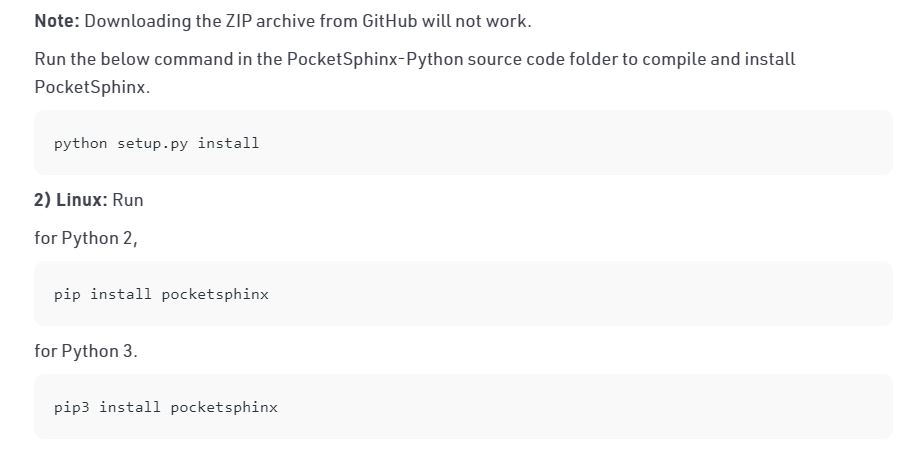 Note: Downloading the ZIP archive from GitHub will not work.
Run the below command in the PocketSphinx-Python source code folder to compile and install
PocketSphinx.
python setup.py install
2) Linux: Run
for Python 2,
pip install pocketsphinx
for Python 3.
pip3 install pocketsphinx